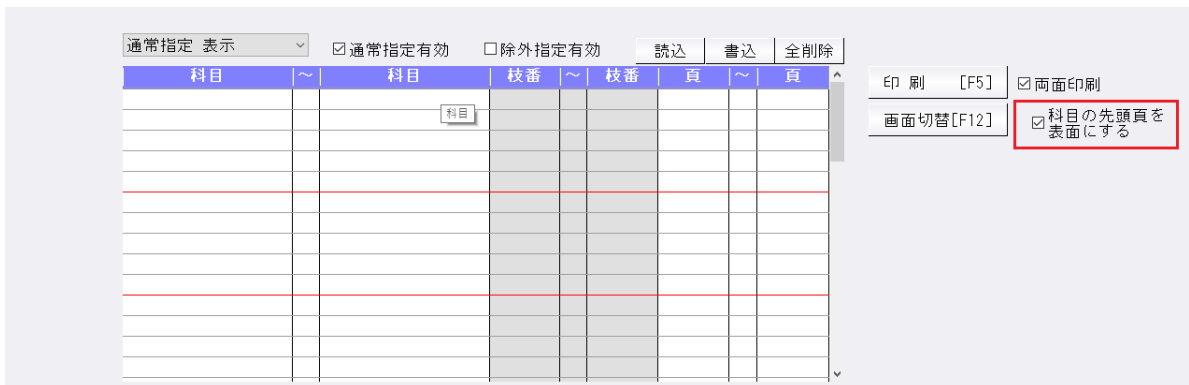 通常指定 表示
通常指定有効
除外指定有効
読込
書込
全削除
科目 ～ 科目 枝番 ～ 枝番 頁 ～ 頁
科目
印 刷 [F5]
両面印刷
画面切替[F12]
科目の先頭頁を
表面にする